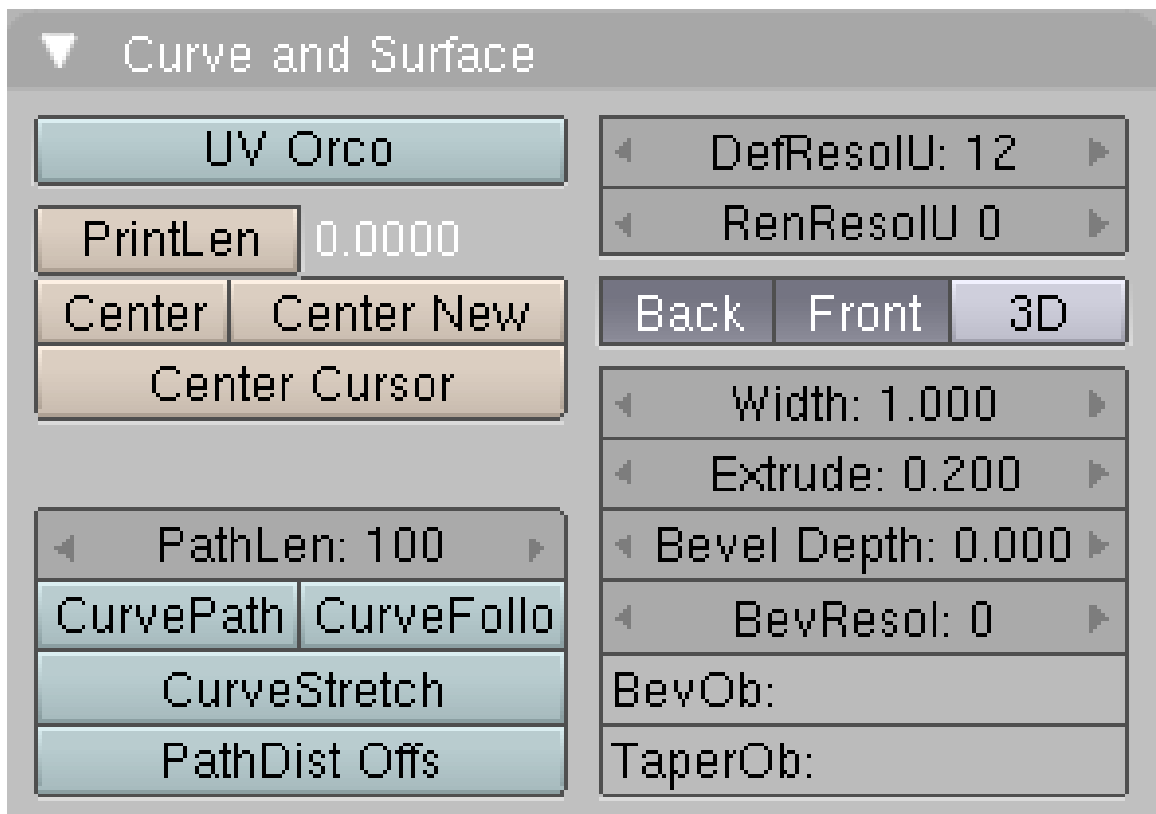 Curve and Surface
UV Orco
PrintLen 0.0000
Center Center New
Center Cursor
PathLen: 100
CurvePath CurveFollo
CurveStretch
PathDist Offs
DefResolU: 12
RenResolU 0
Back Front 3D
Width: 1.000
Extrude: 0.200
Bevel Depth: 0.000
BevResol: 0
BevOb:
TaperOb: